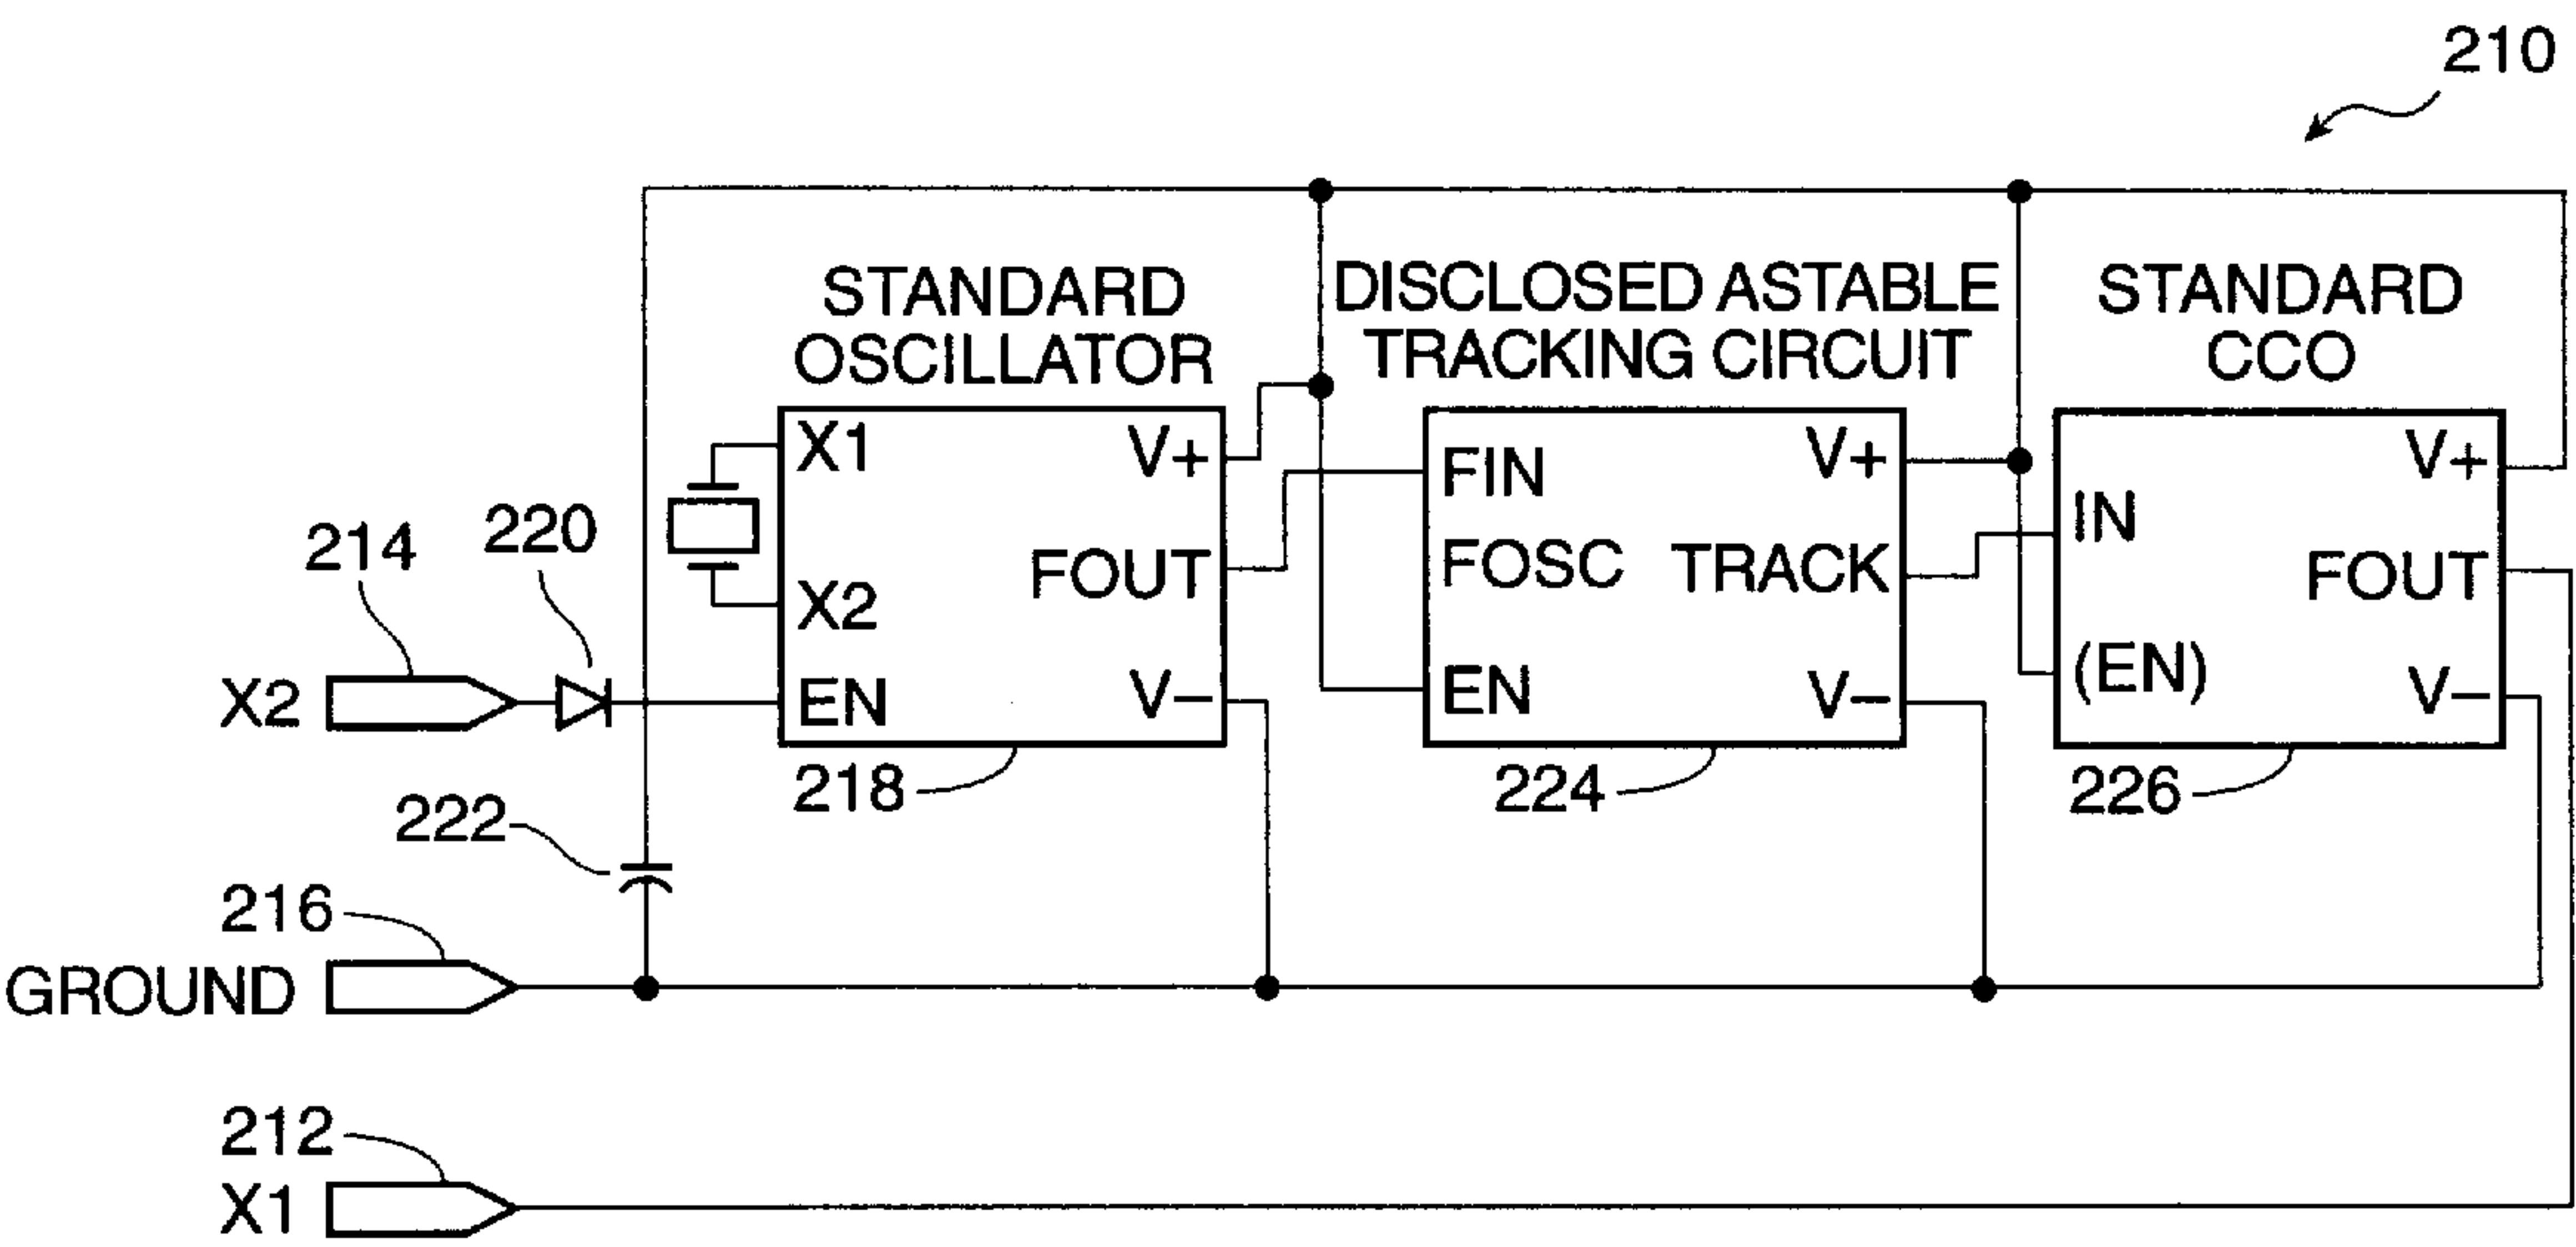 210
STANDARD
OSCILLATOR
DISCLOSED ASTABLE
TRACKING CIRCUIT
STANDARD
CCO
X1
V+
FOUT
X2
EN
V−
218
FIN
V+
FOSC
TRACK
EN
V−
224
IN
V+
FOUT
(EN)
V−
226
214
220
X2
222
216
GROUND
212
X1